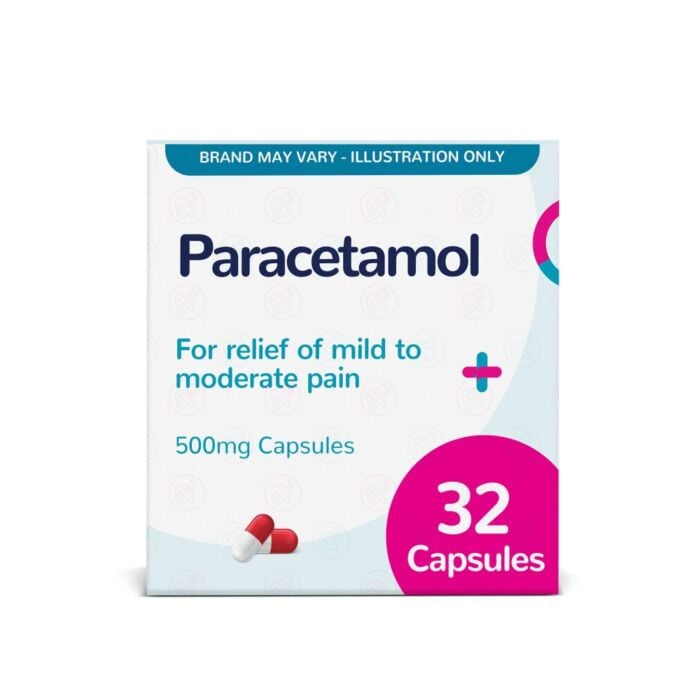 BRAND MAY VARY - ILLUSTRATION ONLY
Paracetamol
For relief of mild to
moderate pain
500mg Capsules
32
Capsules